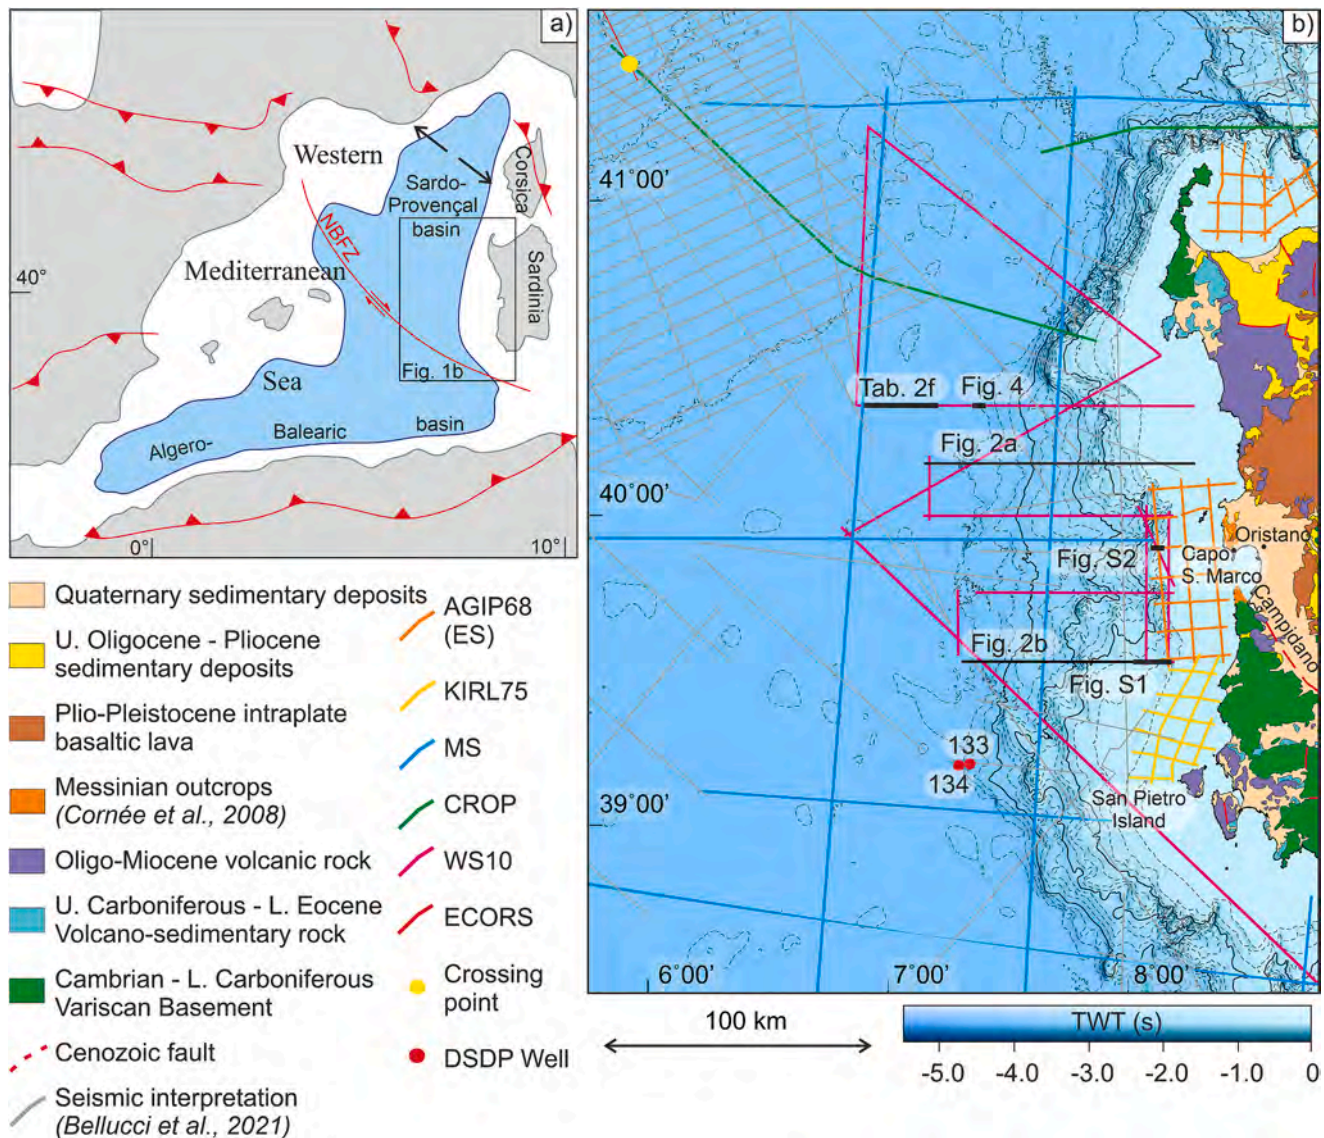 a)
Western
Mediterranean
Sea
Sardo-
Provençal
basin
Corsica
Sardinia
NBFZ
40°
Fig. 1b
Algero-
Balearic
basin
0°
10°
b)
41°00'
Tab. 2f
Fig. 4
Fig. 2a
40°00'
Fig. S2
Oristano
Capo
S. Marco
Campidano
Fig. 2b
Fig. S1
133
134
39°00'
San Pietro
Island
6°00'
7°00'
8°00'
Quaternary sedimentary deposits
U. Oligocene - Pliocene
sedimentary deposits
Plio-Pleistocene intraplate
basaltic lava
Messinian outcrops
(Cornée et al., 2008)
Oligo-Miocene volcanic rock
U. Carboniferous - L. Eocene
Volcano-sedimentary rock
Cambrian - L. Carboniferous
Variscan Basement
Cenozoic fault
Seismic interpretation
(Bellucci et al., 2021)
AGIP68
(ES)
KIRL75
MS
CROP
WS10
ECORS
Crossing
point
DSDP Well
100 km
TWT (s)
-5.0
-4.0
-3.0
-2.0
-1.0
0